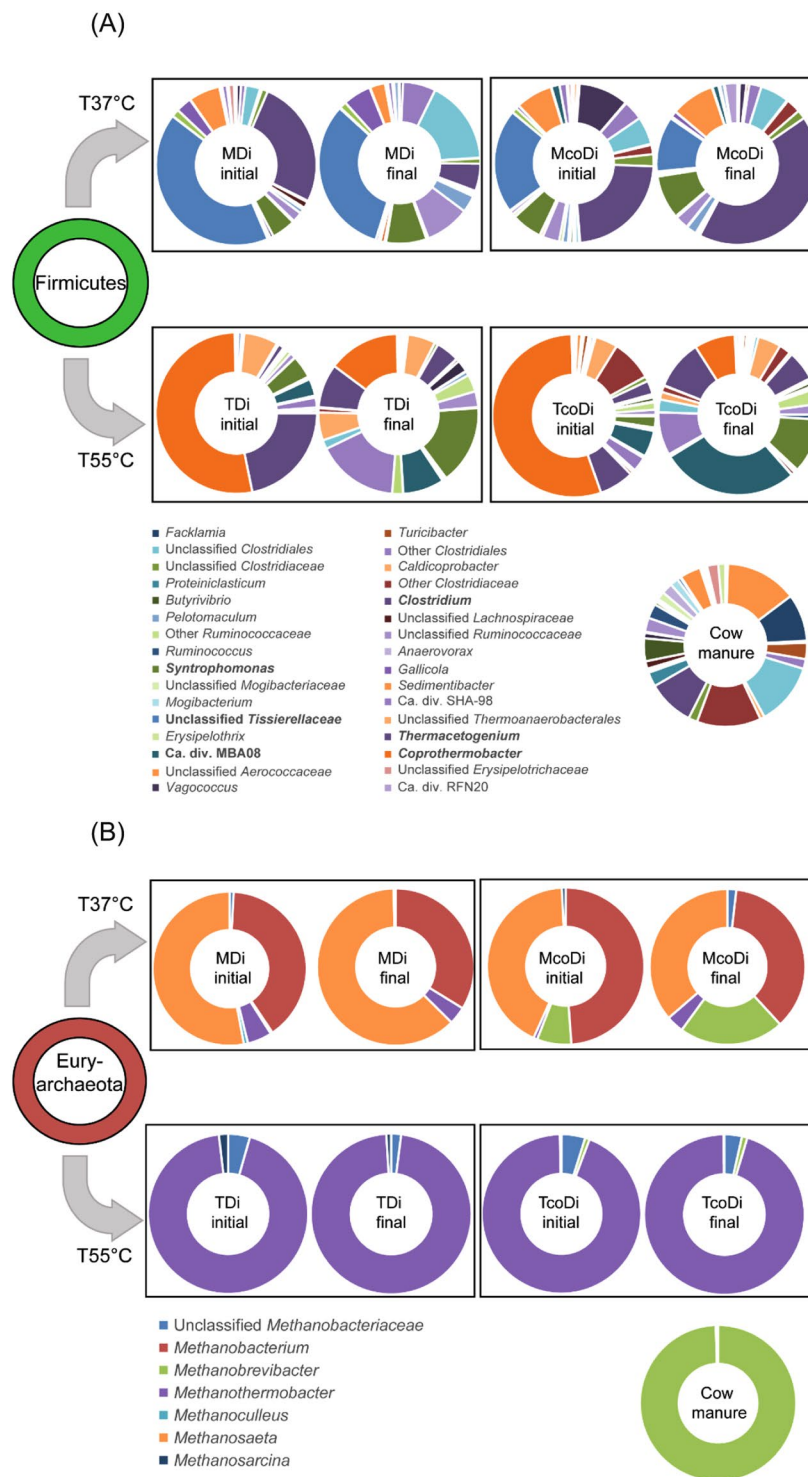 (A)
T37°C
MDi
initial
MDi
final
McoDi
initial
McoDi
final
Firmicutes
TDi
initial
TDi
final
TcoDi
initial
TcoDi
final
T55°C
Facklamia
Unclassified Clostridiales
Unclassified Clostridiaceae
Proteiniclasticum
Butyrivibrio
Pelotomaculum
Other Ruminococcaceae
Ruminococcus
Syntrophomonas
Unclassified Mogibacteriaceae
Mogibacterium
Unclassified Tissierellaceae
Erysipelothrix
Ca. div. MBA08
Unclassified Aerococcaceae
Vagococcus
Turicibacter
Other Clostridiales
Caldicoprobacter
Other Clostridiaceae
Clostridium
Unclassified Lachnospiraceae
Unclassified Ruminococcaceae
Anaerovorax
Gallicola
Sedimentibacter
Ca. div. SHA-98
Unclassified Thermoanaerobacterales
Thermacetogenium
Coprothermobacter
Unclassified Erysipelotrichaceae
Ca. div. RFN20
Cow
manure
(B)
T37°C
MDi
initial
MDi
final
McoDi
initial
McoDi
final
Eury-
archaeota
TDi
initial
TDi
final
TcoDi
initial
TcoDi
final
T55°C
Unclassified Methanobacteriaceae
Methanobacterium
Methanobrevibacter
Methanothermobacter
Methanoculleus
Methanosaeta
Methanosarcina
Cow
manure